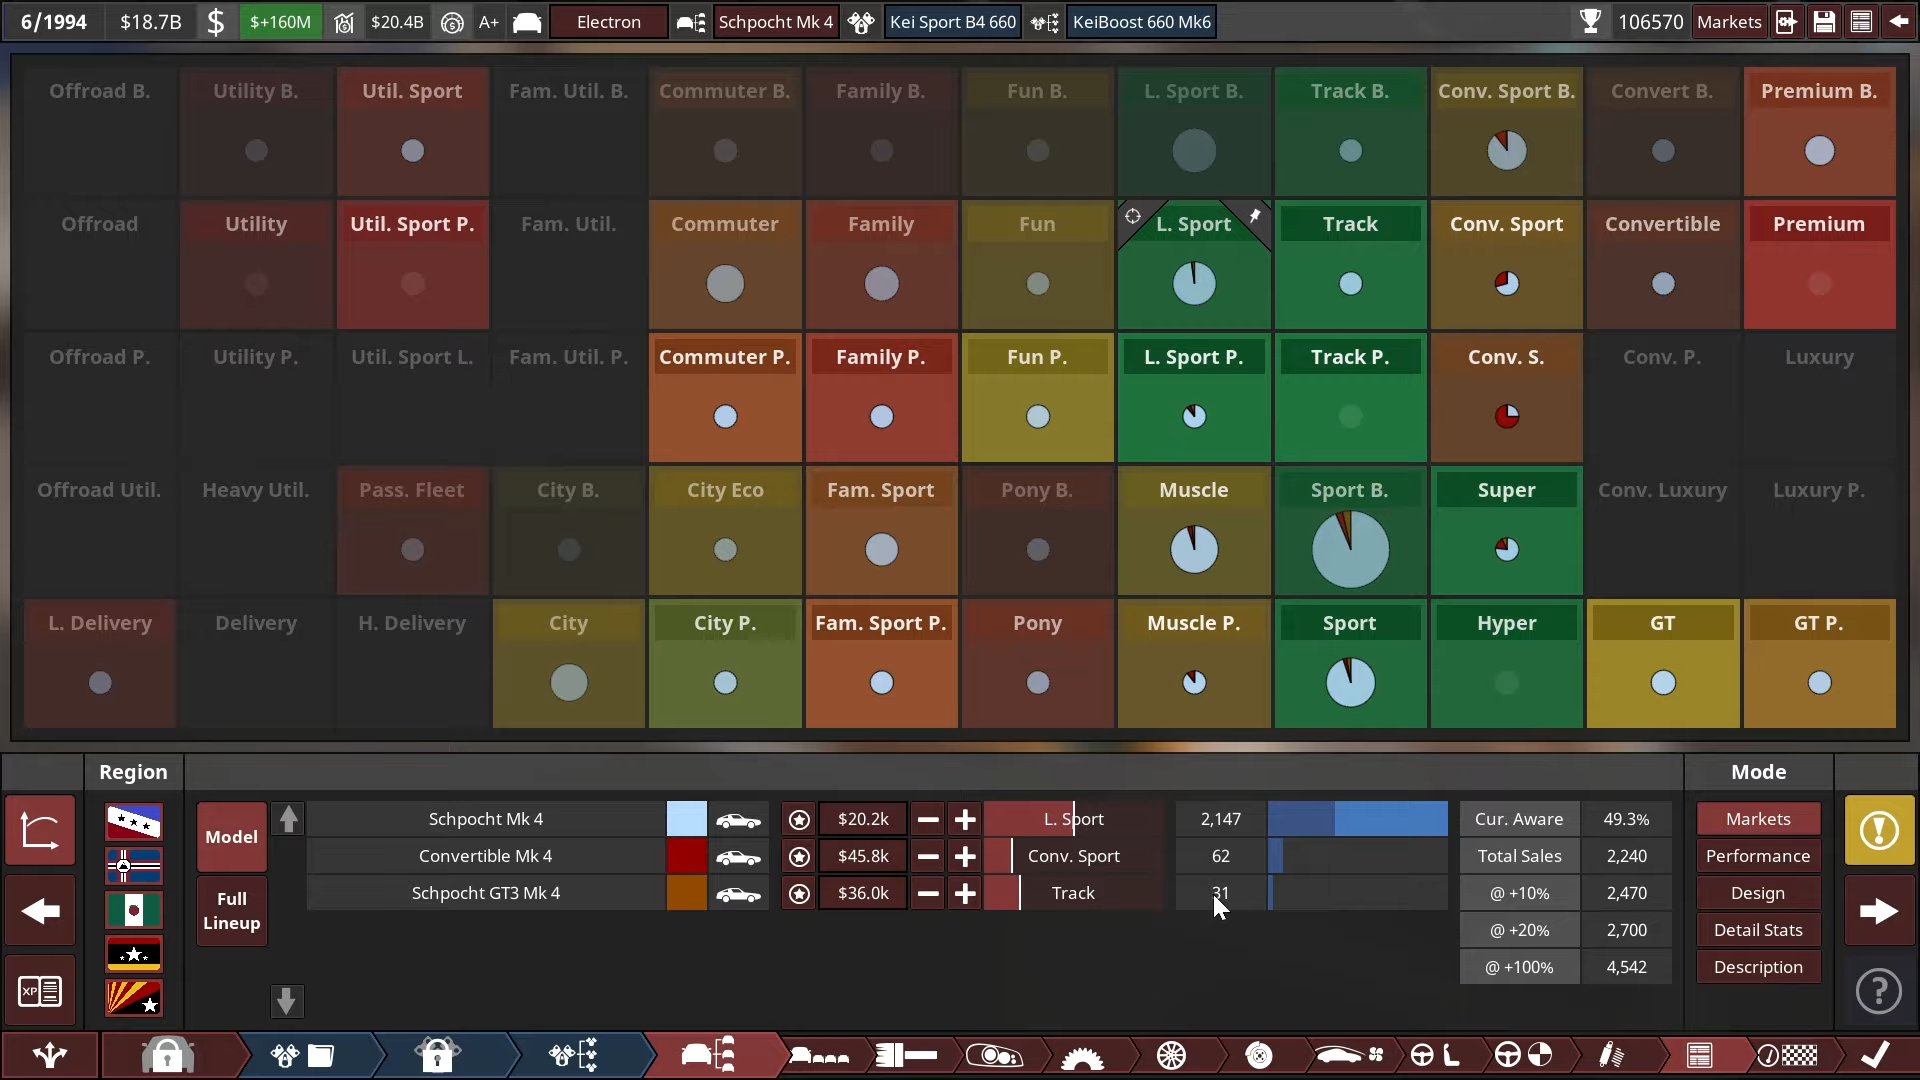 6/1994 $18.7B $ $+160M $20.4B A+ Electron Schpocht Mk 4 Kei Sport B4 660 KeiBoost 660 Mk6 106570 Markets
Offroad B. Utility B. Util. Sport Fam. Util. B. Commuter B. Family B. Fun B. L. Sport B. Track B. Conv. Sport B. Convert B. Premium B.
Offroad Utility Util. Sport P. Fam. Util. Commuter Family Fun L. Sport Track Conv. Sport Convertible Premium
Offroad P. Utility P. Util. Sport L. Fam. Util. P. Commuter P. Family P. Fun P. L. Sport P. Track P. Conv. S. Conv. P. Luxury
Offroad Util. Heavy Util. Pass. Fleet City B. City Eco Fam. Sport Pony B. Muscle Sport B. Super Conv. Luxury Luxury P.
L. Delivery Delivery H. Delivery City City P. Fam. Sport P. Pony Muscle P. Sport Hyper GT GT P.
Region Mode
Model Schpocht Mk 4 $20.2k L. Sport 2,147 Cur. Aware 49.3% Markets
Convertible Mk 4 $45.8k Conv. Sport 62 Total Sales 2,240 Performance
Full Lineup Schpocht GT3 Mk 4 $36.0k Track 31 @ +10% 2,470 Design
@ +20% 2,700 Detail Stats
XP @ +100% 4,542 Description